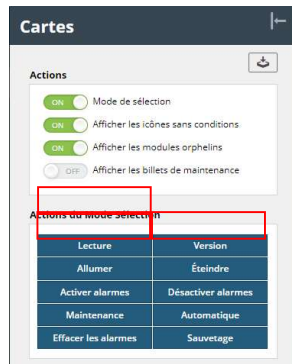 Cartes
Actions
ON Mode de sélection
ON Afficher les icônes sans conditions
ON Afficher les modules orphelins
OFF Afficher les billets de maintenance
Actions du Mode Sélection
Lecture Version
Allumer Éteindre
Activer alarmes Désactiver alarmes
Maintenance Automatique
Effacer les alarmes Sauvetage